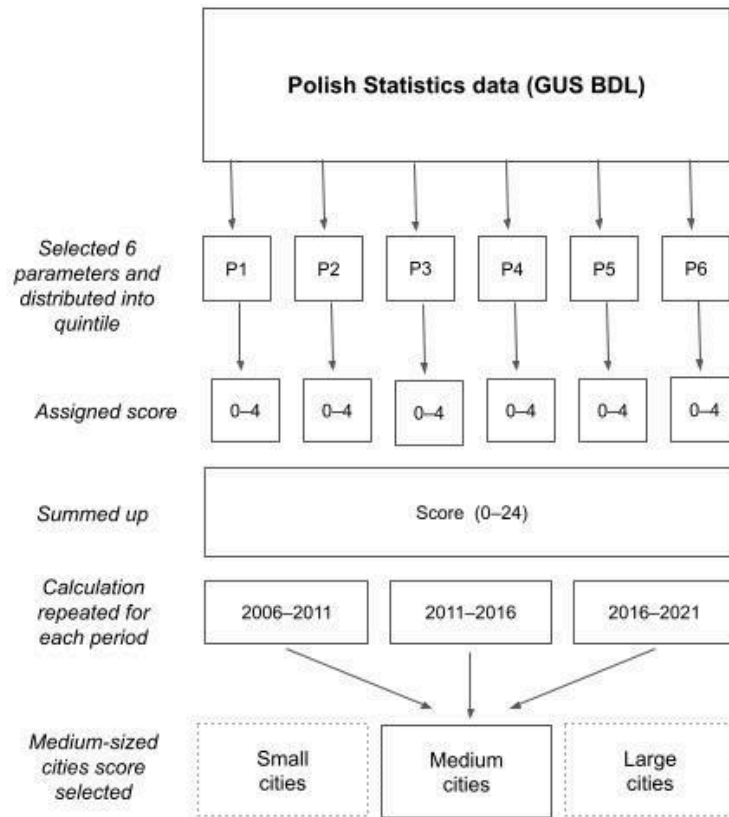 Polish Statistics data (GUS BDL)
Selected 6
parameters and
distributed into
quintile
P1 P2 P3 P4 P5 P6
Assigned score
0–4 0–4 0–4 0–4 0–4 0–4
Summed up
Score (0–24)
Calculation
repeated for
each period
2006–2011 2011–2016 2016–2021
Medium-sized
cities score
selected
Small
cities
Medium
cities
Large
cities